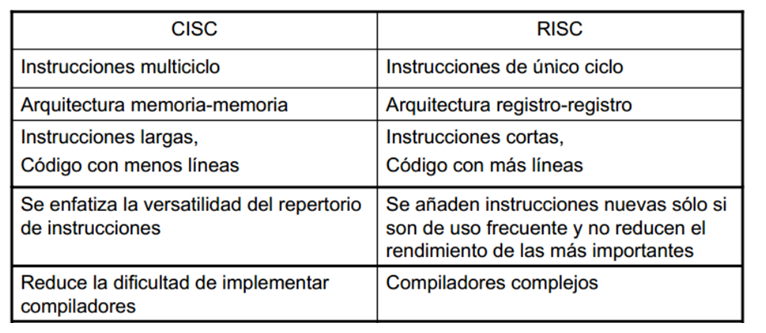 CISC
RISC
Instrucciones multiciclo
Instrucciones de único ciclo
Arquitectura memoria-memoria
Arquitectura registro-registro
Instrucciones largas,
Código con menos líneas
Instrucciones cortas,
Código con más líneas
Se enfatiza la versatilidad del repertorio
de instrucciones
Se añaden instrucciones nuevas sólo si
son de uso frecuente y no reducen el
rendimiento de las más importantes
Reduce la dificultad de implementar
compiladores
Compiladores complejos